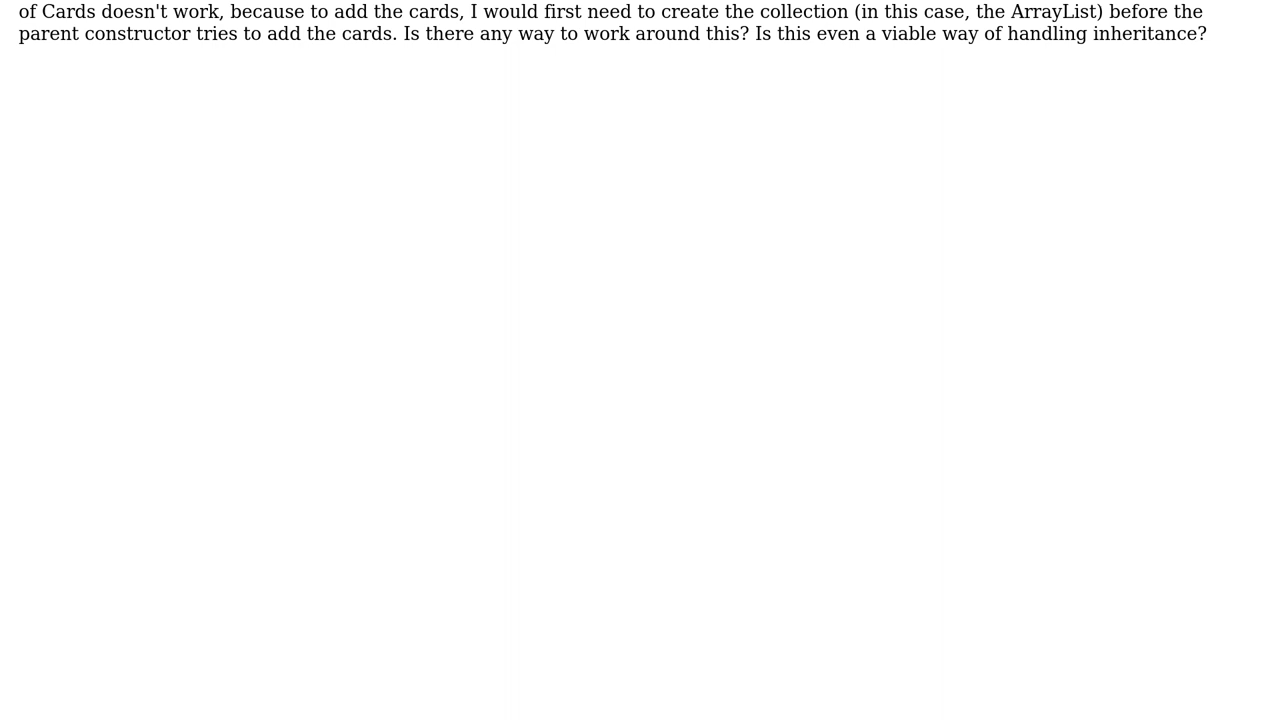 of Cards doesn't work, because to add the cards, I would first need to create the collection (in this case, the ArrayList) before the
parent constructor tries to add the cards. Is there any way to work around this? Is this even a viable way of handling inheritance?